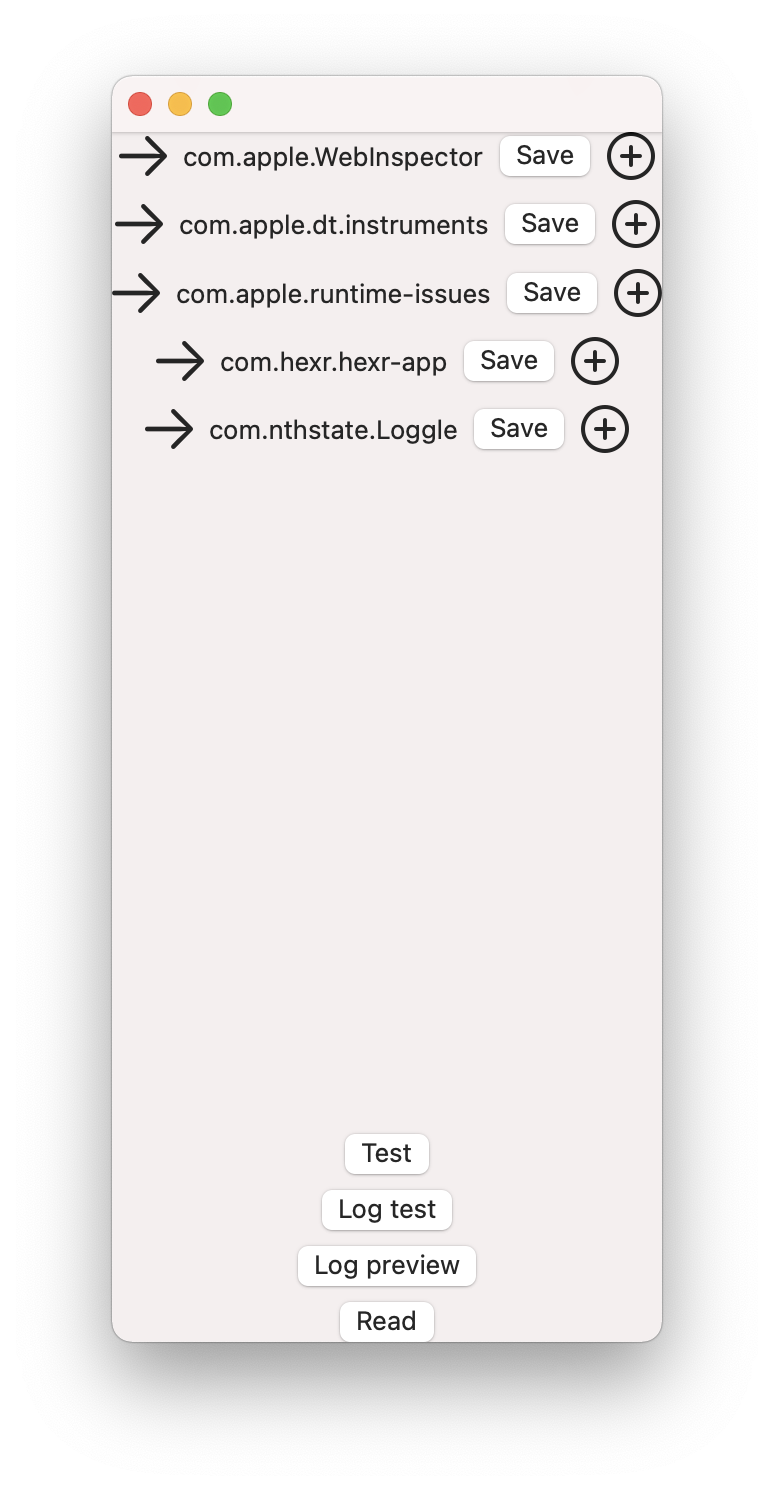 com.apple.WebInspector Save
com.apple.dt.instruments Save
com.apple.runtime-issues Save
com.hexr.hexr-app Save
com.nthstate.Loggle Save
Test
Log test
Log preview
Read